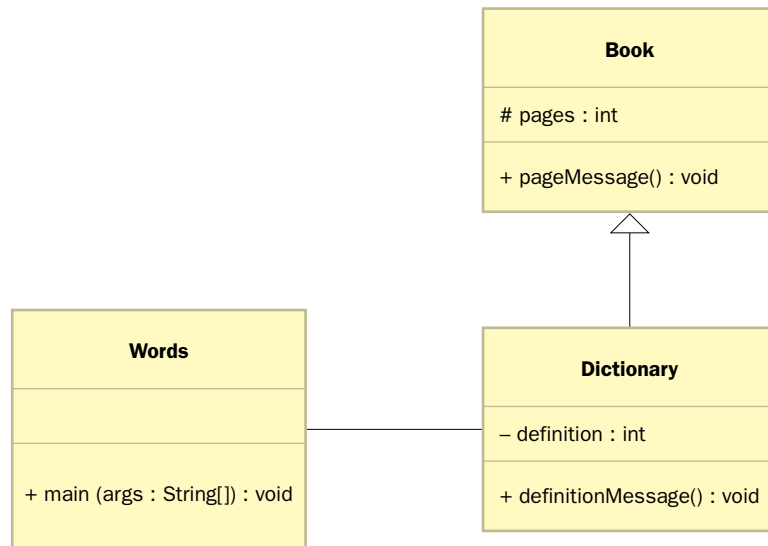 Book
# pages : int
+ pageMessage() : void
Words
+ main (args : String[]) : void
Dictionary
– definition : int
+ definitionMessage() : void